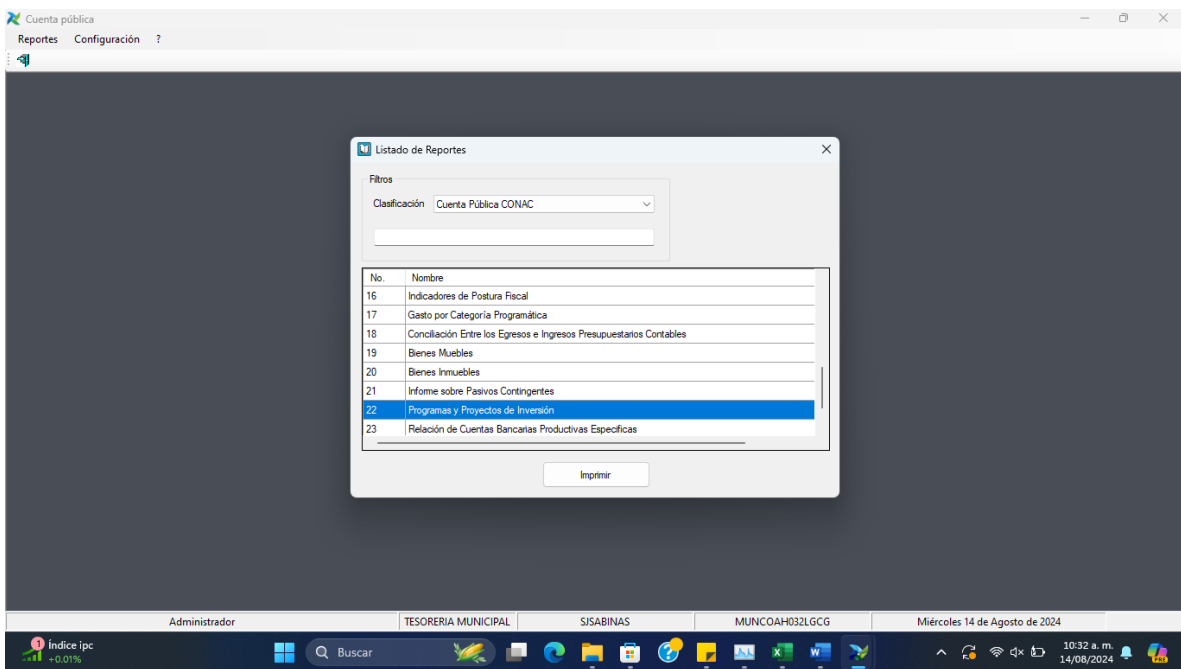 Cuenta pública
Reportes Configuración ?
Listado de Reportes
Filtros
Clasificación Cuenta Pública CONAC
No. Nombre
16 Indicadores de Postura Fiscal
17 Gasto por Categoría Programática
18 Conciliación Entre los Egresos e Ingresos Presupuestarios Contables
19 Bienes Muebles
20 Bienes Inmuebles
21 Informe sobre Pasivos Contingentes
22 Programas y Proyectos de Inversión
23 Relación de Cuentas Bancarias Productivas Especificas
Imprimir
Administrador TESORERIA MUNICIPAL SJSABINAS MUNCOAH032LGCG Miércoles 14 de Agosto de 2024
1 Índice ipc
+0.01%
Buscar
10:32 a. m.
14/08/2024
PRE